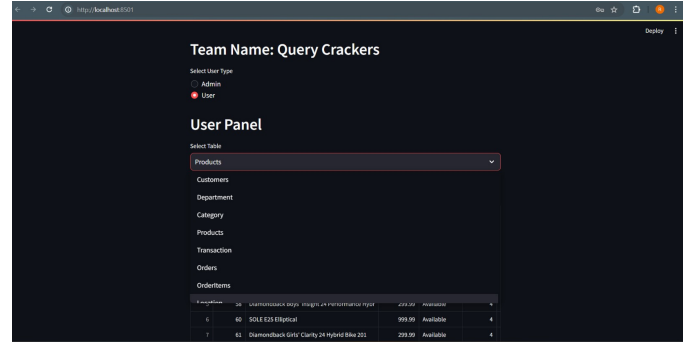 http://localhost:8501
Deploy
Team Name: Query Crackers
Select User Type
Admin
User
User Panel
Select Table
Products
Customers
Department
Category
Products
Transaction
Orders
OrderItems
Location
5 58 Diamondback Boys' Insight 24 Performance Hybr 299.99 Available 4
6 60 SOLE E25 Elliptical 999.99 Available 4
7 61 Diamondback Girls' Clarity 24 Hybrid Bike 201 299.99 Available 4